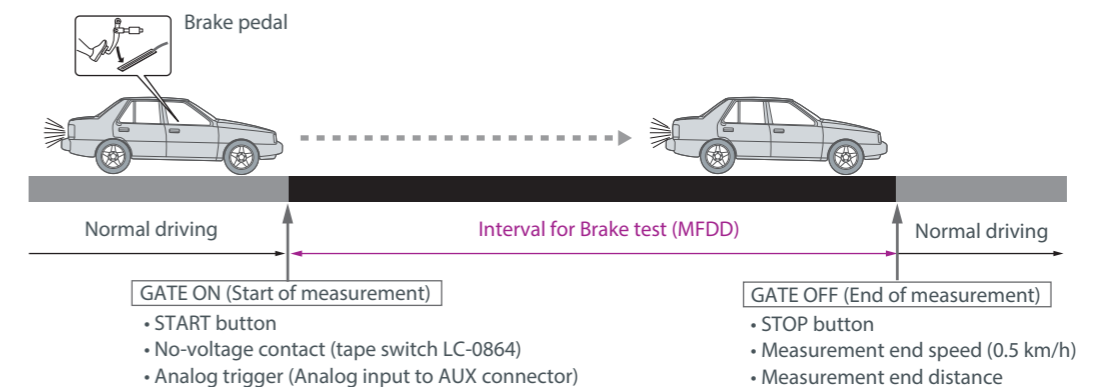 Brake pedal
Normal driving
Interval for Brake test (MFDD)
Normal driving
GATE ON (Start of measurement)
• START button
• No-voltage contact (tape switch LC-0864)
• Analog trigger (Analog input to AUX connector)
GATE OFF (End of measurement)
• STOP button
• Measurement end speed (0.5 km/h)
• Measurement end distance